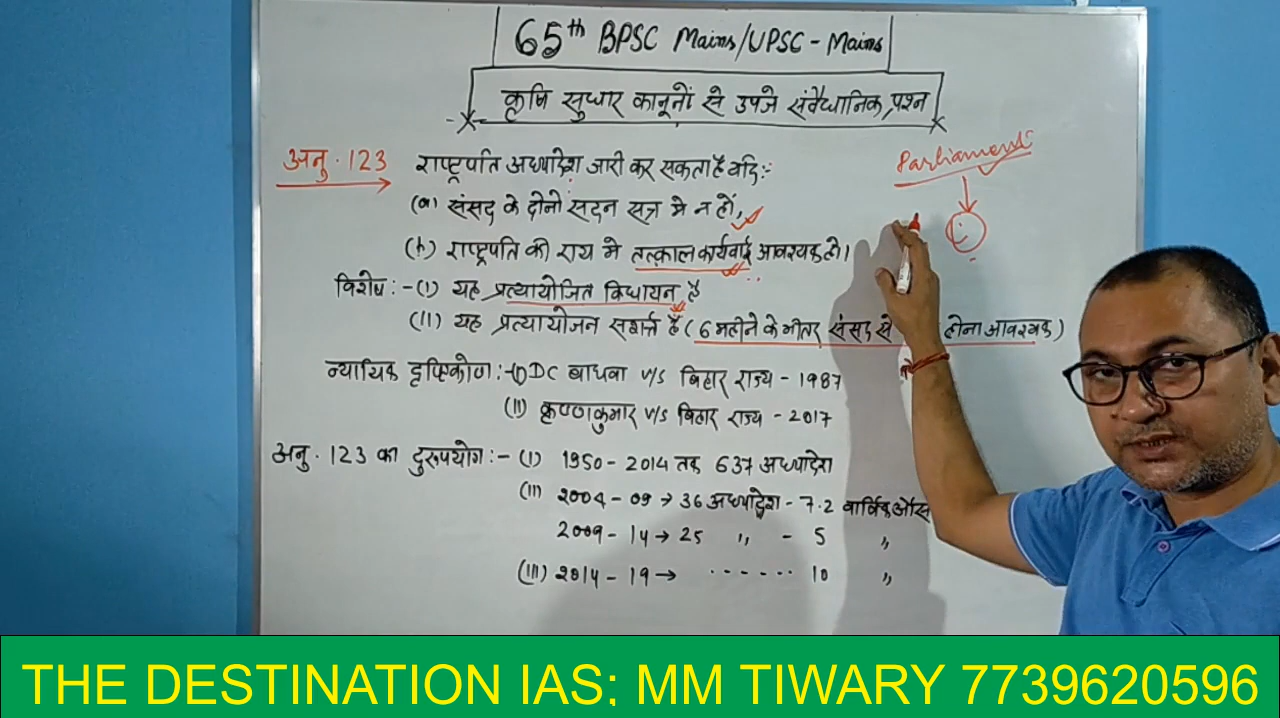 65th BPSC Mains/UPSC - Mains
कृषि सुधार कानूनों से उपजे संवैधानिक प्रश्न
अनु. 123 राष्ट्रपति अध्यादेश जारी कर सकता है यदि:-
Parliament
(a) संसद के दोनों सदन सत्र मे न हों,
(b) राष्ट्रपति की राय मे तत्काल कार्यवाई आवश्यक हो।
विशेष:- (I) यह प्रत्यायोजित विधायन है
(II) यह प्रत्यायोजन सशर्त है (6 महीने के भीतर संसद से होना आवश्यक)
न्यायिक दृष्टिकोण:- (I) DC बाधवा v/s बिहार राज्य - 1987
(II) कृष्णकुमार v/s बिहार राज्य - 2017
अनु. 123 का दुरुपयोग:- (I) 1950 - 2014 तक 637 अध्यादेश
(II) 2004 - 09 → 36 अध्यादेश - 7.2 वार्षिक औस
2009 - 14 → 25 ,, - 5 ,,
(III) 2014 - 19 → ...... 10 ,,
THE DESTINATION IAS; MM TIWARY 7739620596